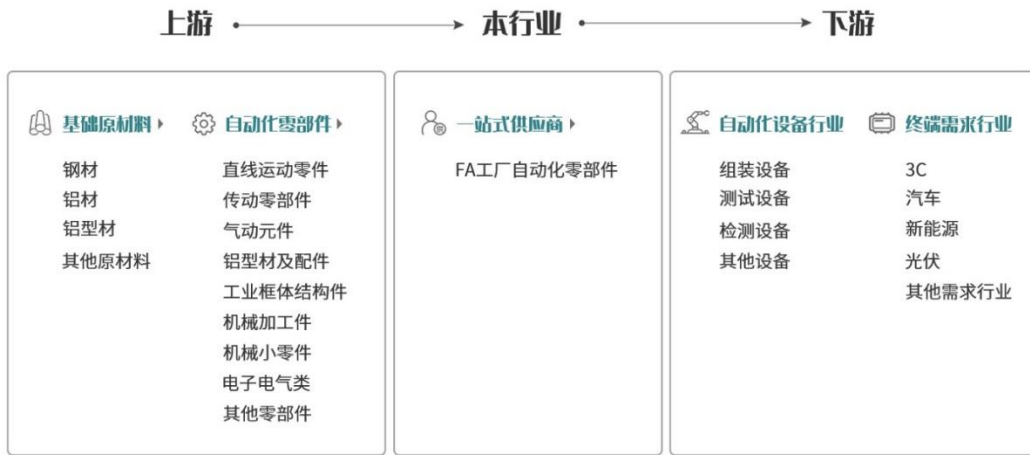 上游
本行业
下游
基础原材料
钢材
铝材
铝型材
其他原材料
自动化零部件
直线运动零件
传动零部件
气动元件
铝型材及配件
工业框体结构件
机械加工件
机械小零件
电子电气类
其他零部件
一站式供应商
FA工厂自动化零部件
自动化设备行业
组装设备
测试设备
检测设备
其他设备
终端需求行业
3C
汽车
新能源
光伏
其他需求行业